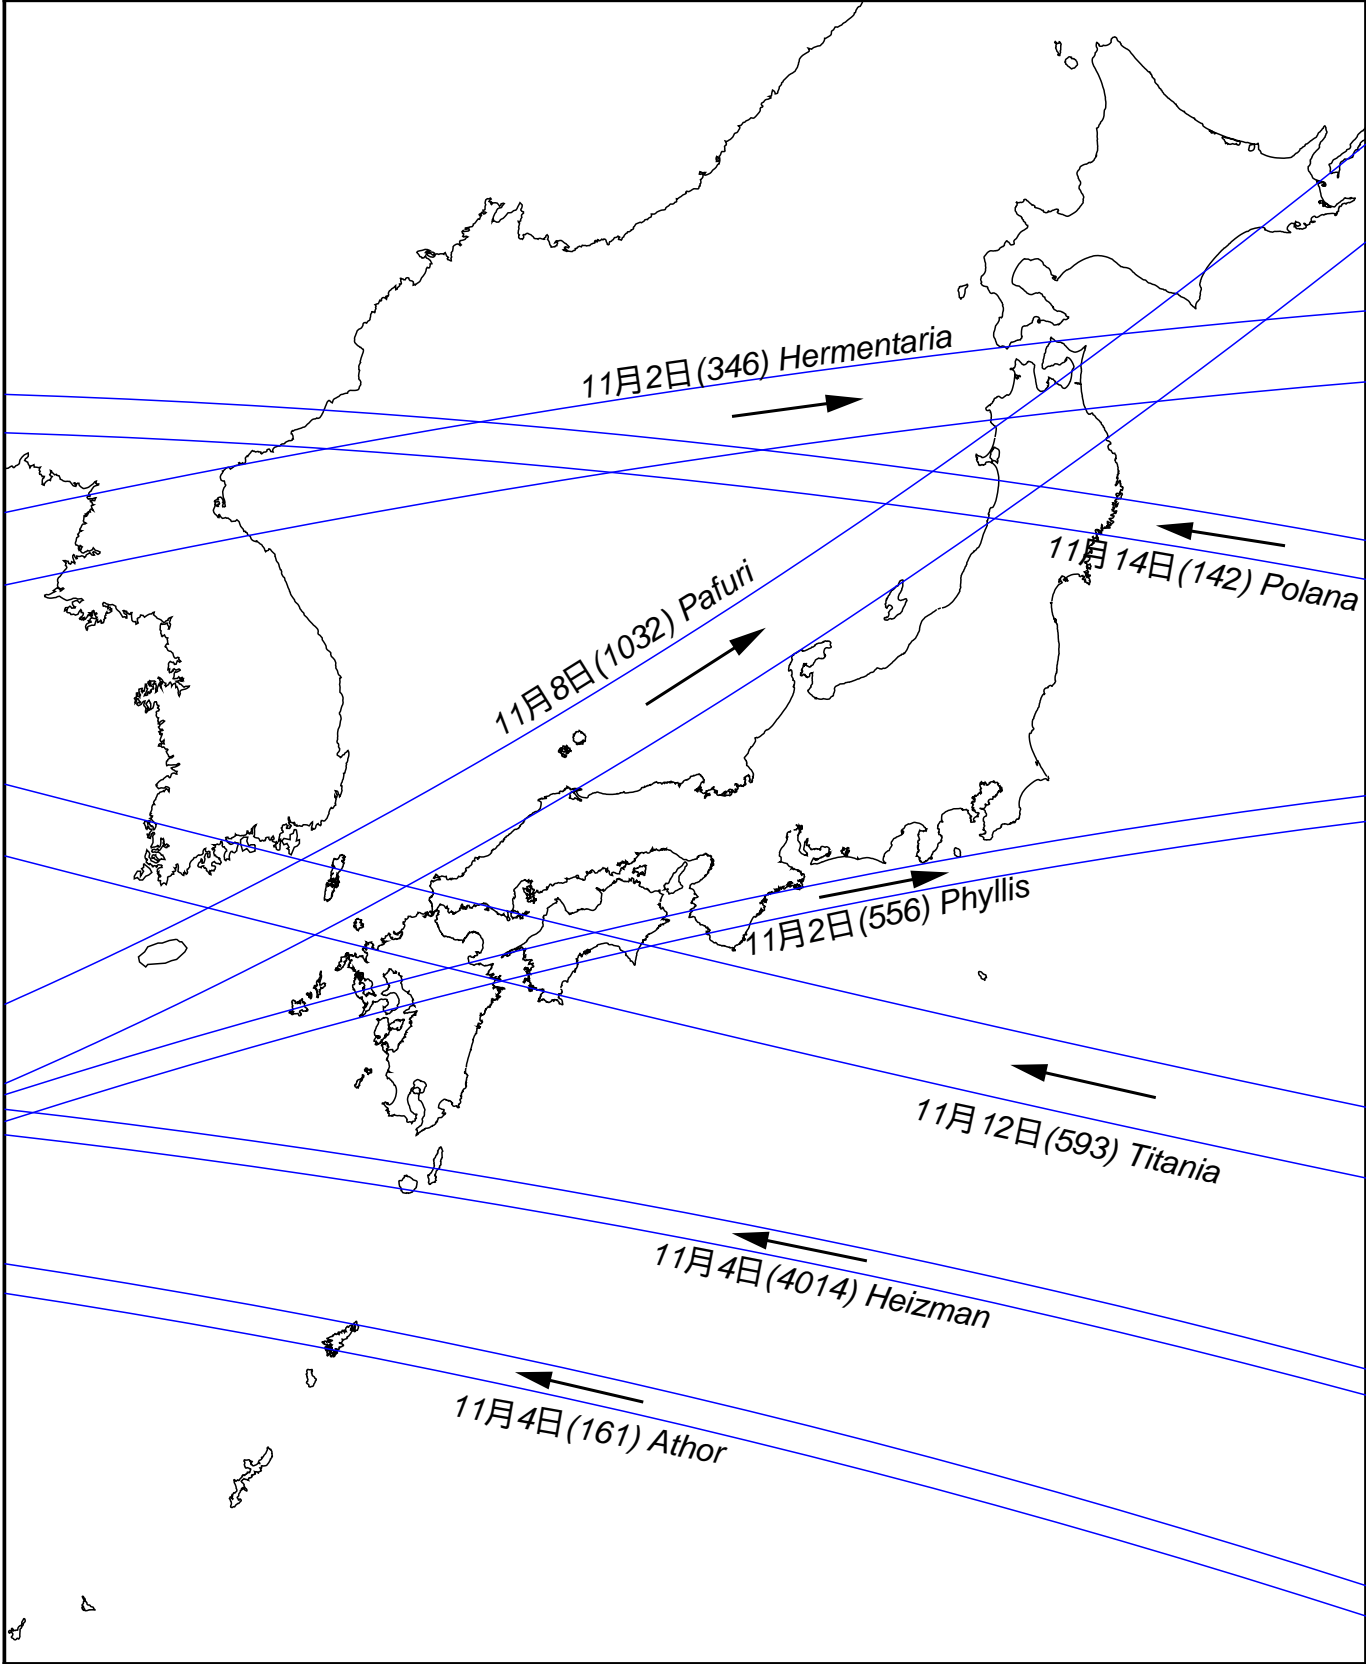 11月2日(346) Hermentaria
11月14日(142) Polana
11月8日(1032) Pafuri
11月2日(556) Phyllis
11月12日(593) Titania
11月4日(4014) Heizman
11月4日(161) Athor